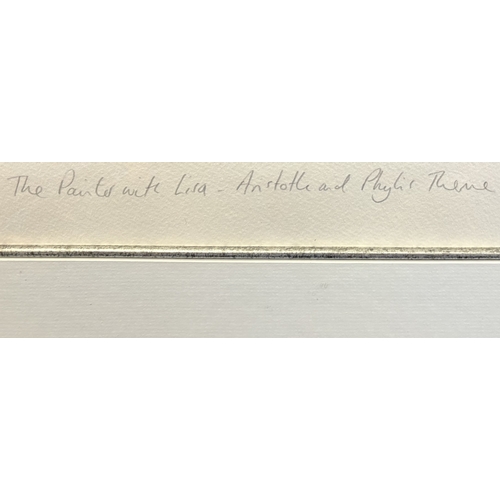 The Painter with Lisa - Aristotle and Phyllis Theme